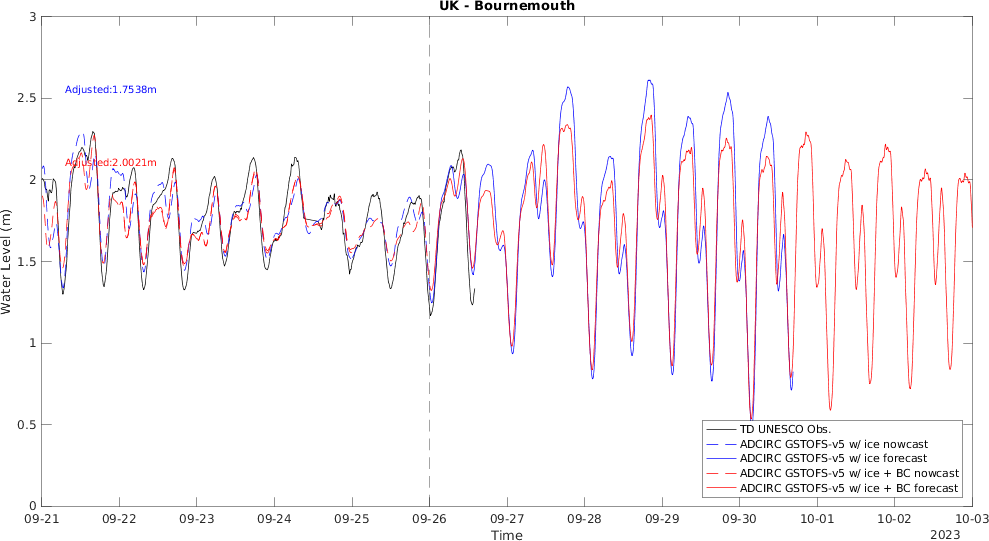 UK - Bournemouth
3
2.5
2
1.5
1
0.5
0
Water Level (m)
Adjusted:1.7538m
Adjusted:2.0021m
TD UNESCO Obs.
ADCIRC GSTOFS-v5 w/ ice nowcast
ADCIRC GSTOFS-v5 w/ ice forecast
ADCIRC GSTOFS-v5 w/ ice + BC nowcast
ADCIRC GSTOFS-v5 w/ ice + BC forecast
09-21 09-22 09-23 09-24 09-25 09-26 09-27 09-28 09-29 09-30 10-01 10-02 10-03
Time
2023